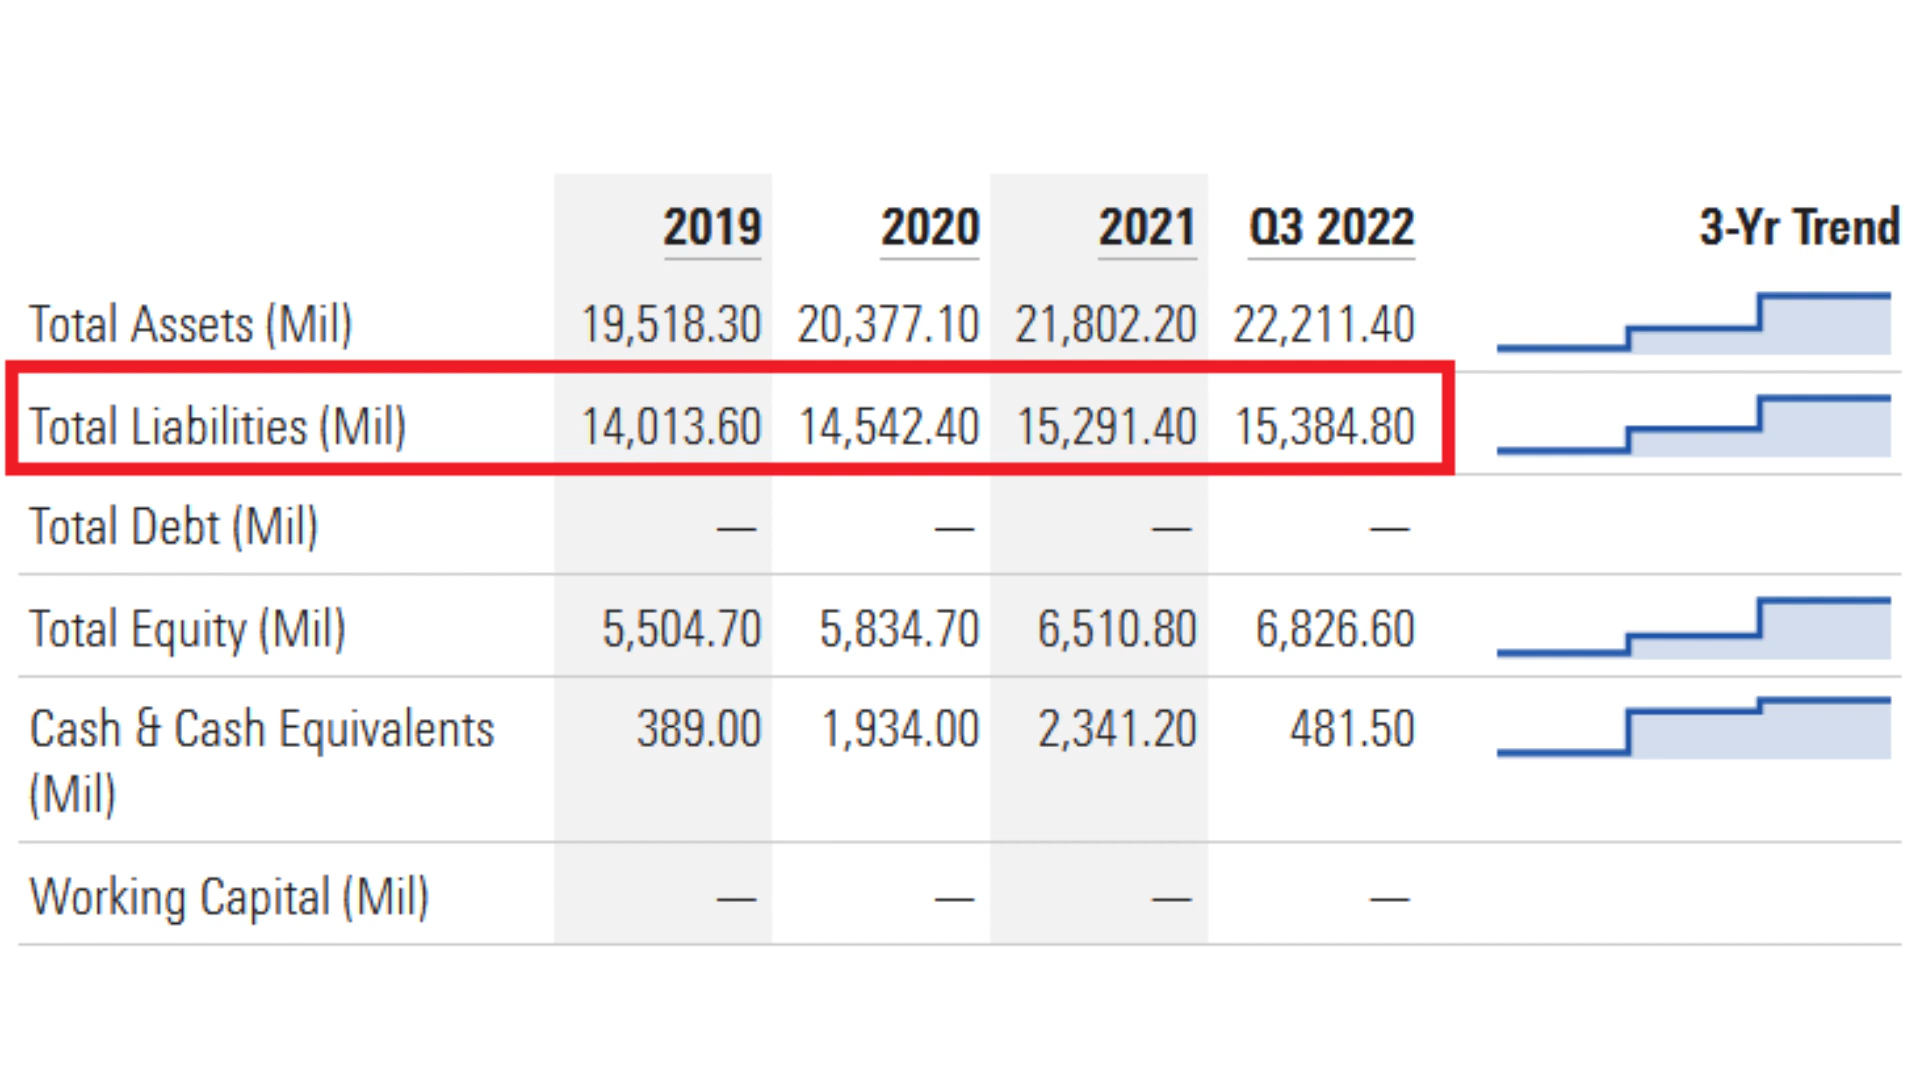 2019 2020 2021 Q3 2022 3-Yr Trend
Total Assets (Mil) 19,518.30 20,377.10 21,802.20 22,211.40
Total Liabilities (Mil) 14,013.60 14,542.40 15,291.40 15,384.80
Total Debt (Mil) — — — —
Total Equity (Mil) 5,504.70 5,834.70 6,510.80 6,826.60
Cash & Cash Equivalents 389.00 1,934.00 2,341.20 481.50
(Mil)
Working Capital (Mil) — — — —